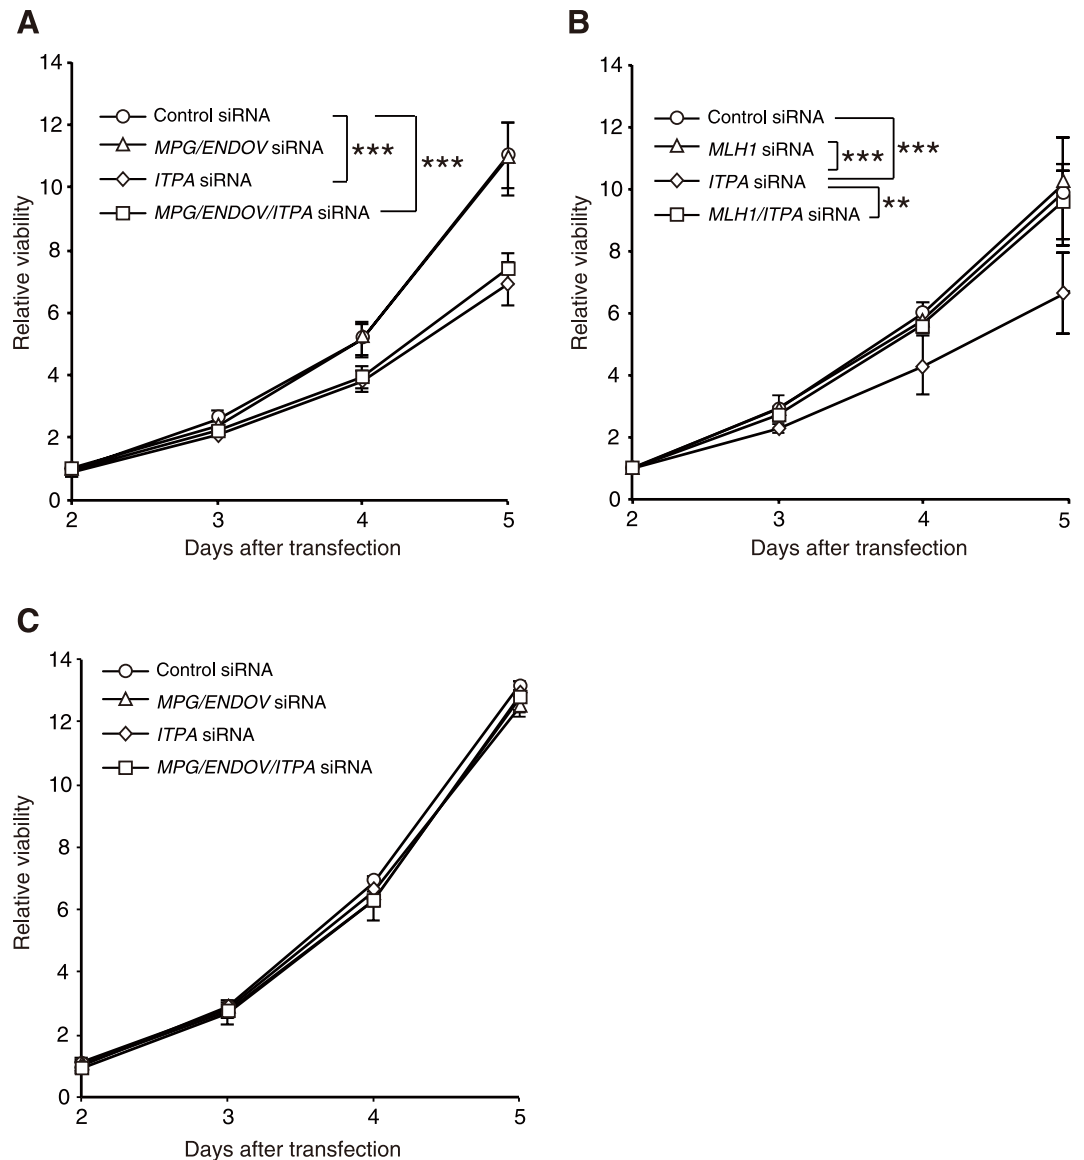 A
14
12
10
8
6
4
2
0
Relative viability
Control siRNA
MPG/ENDOV siRNA
ITPA siRNA
MPG/ENDOV/ITPA siRNA
***
***
2 3 4 5
Days after transfection
B
14
12
10
8
6
4
2
0
Relative viability
Control siRNA
MLH1 siRNA
ITPA siRNA
MLH1/ITPA siRNA
***
***
**
2 3 4 5
Days after transfection
C
14
12
10
8
6
4
2
0
Relative viability
Control siRNA
MPG/ENDOV siRNA
ITPA siRNA
MPG/ENDOV/ITPA siRNA
2 3 4 5
Days after transfection